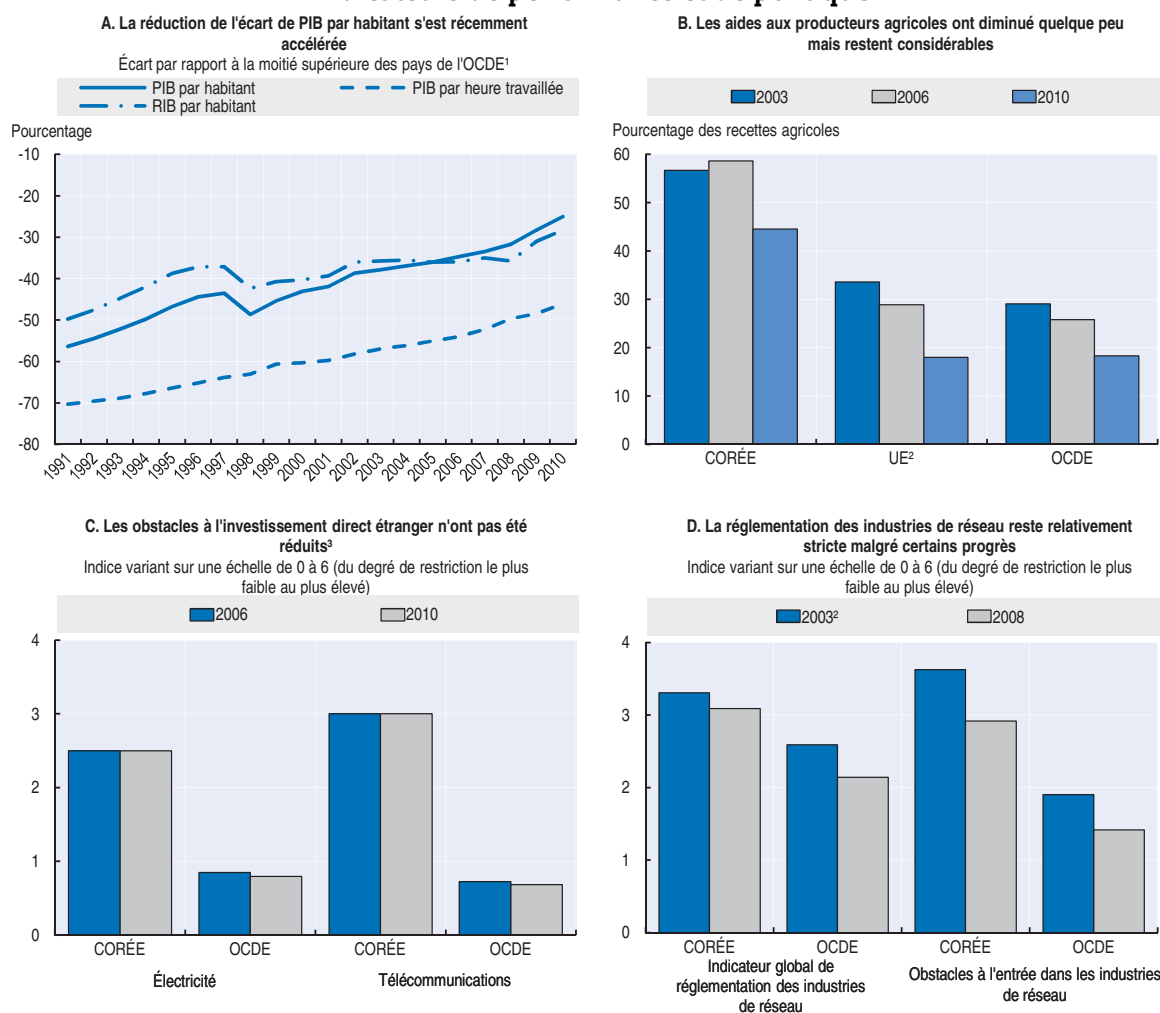 A. La réduction de l'écart de PIB par habitant s'est récemment
accélérée
Écart par rapport à la moitié supérieure des pays de l'OCDE¹
PIB par habitant
PIB par heure travaillée
RIB par habitant
Pourcentage
-10
-20
-30
-40
-50
-60
-70
-80
1991 1992 1993 1994 1995 1996 1997 1998 1999 2000 2001 2002 2003 2004 2005 2006 2007 2008 2009 2010
B. Les aides aux producteurs agricoles ont diminué quelque peu
mais restent considérables
2003 2006 2010
Pourcentage des recettes agricoles
60
50
40
30
20
10
0
CORÉE UE² OCDE
C. Les obstacles à l'investissement direct étranger n'ont pas été
réduits³
Indice variant sur une échelle de 0 à 6 (du degré de restriction le plus
faible au plus élevé)
2006 2010
4
3
2
1
0
CORÉE OCDE CORÉE OCDE
Électricité Télécommunications
D. La réglementation des industries de réseau reste relativement
stricte malgré certains progrès
Indice variant sur une échelle de 0 à 6 (du degré de restriction le plus
faible au plus élevé)
2003² 2008
4
3
2
1
0
CORÉE OCDE CORÉE OCDE
Indicateur global de
réglementation des industries
de réseau
Obstacles à l'entrée dans les industries
de réseau